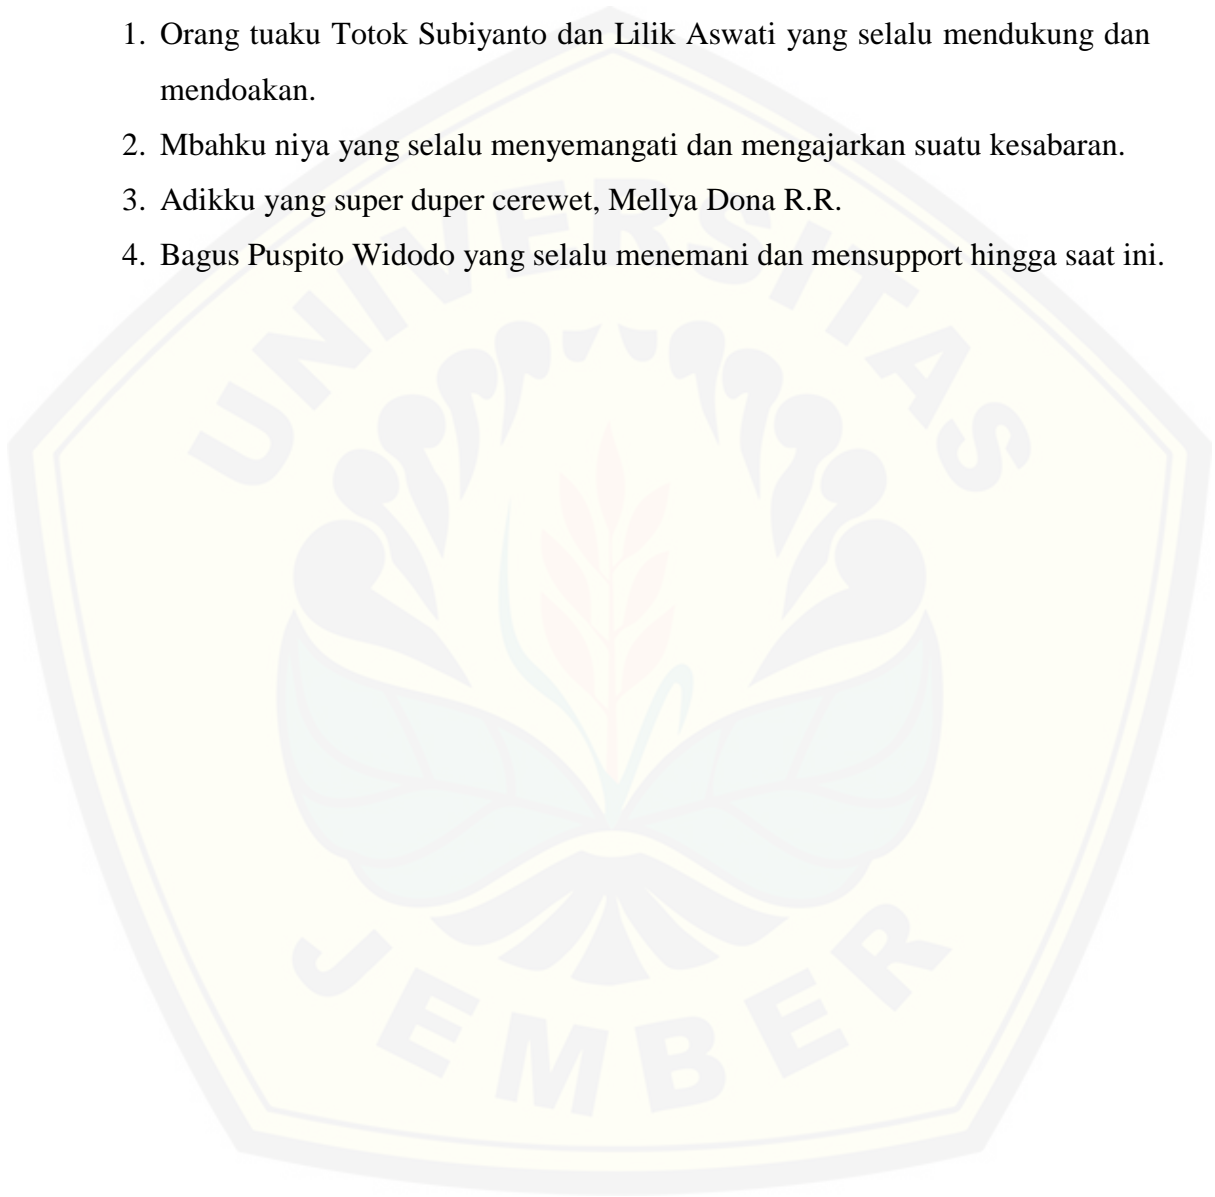 1. Orang tuaku Totok Subiyanto dan Lilik Aswati yang selalu mendukung dan
mendoakan.
2. Mbahku niya yang selalu menyemangati dan mengajarkan suatu kesabaran.
3. Adikku yang super duper cerewet, Mellya Dona R.R.
4. Bagus Puspito Widodo yang selalu menemani dan mensupport hingga saat ini.
UNIVERSITAS
JEMBER